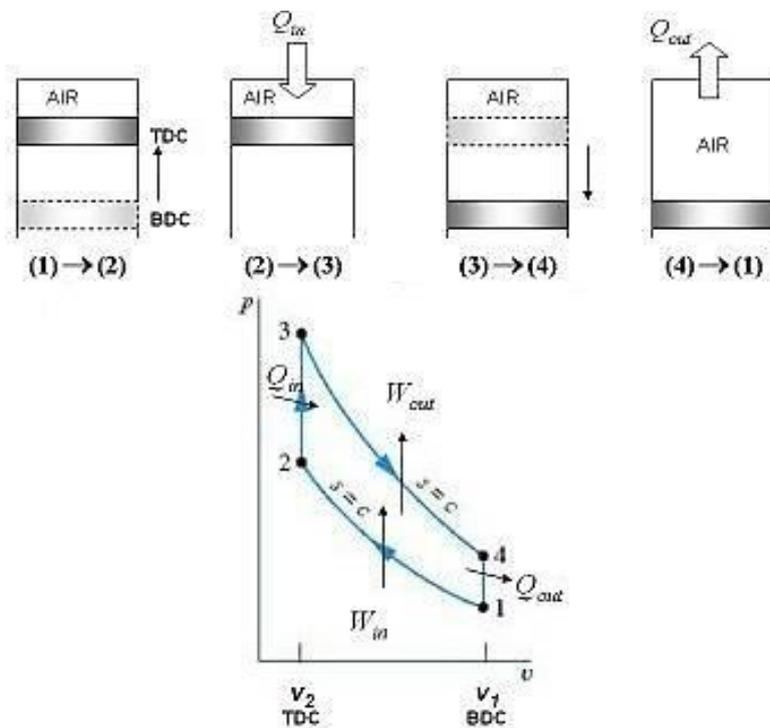 Q_in
Q_out
AIR
AIR
AIR
AIR
TDC
BDC
(1)→(2)
(2)→(3)
(3)→(4)
(4)→(1)
p
3
Q_in
W_out
2
s = c
s = c
4
Q_out
1
W_in
v
v_2
v_1
TDC
BDC